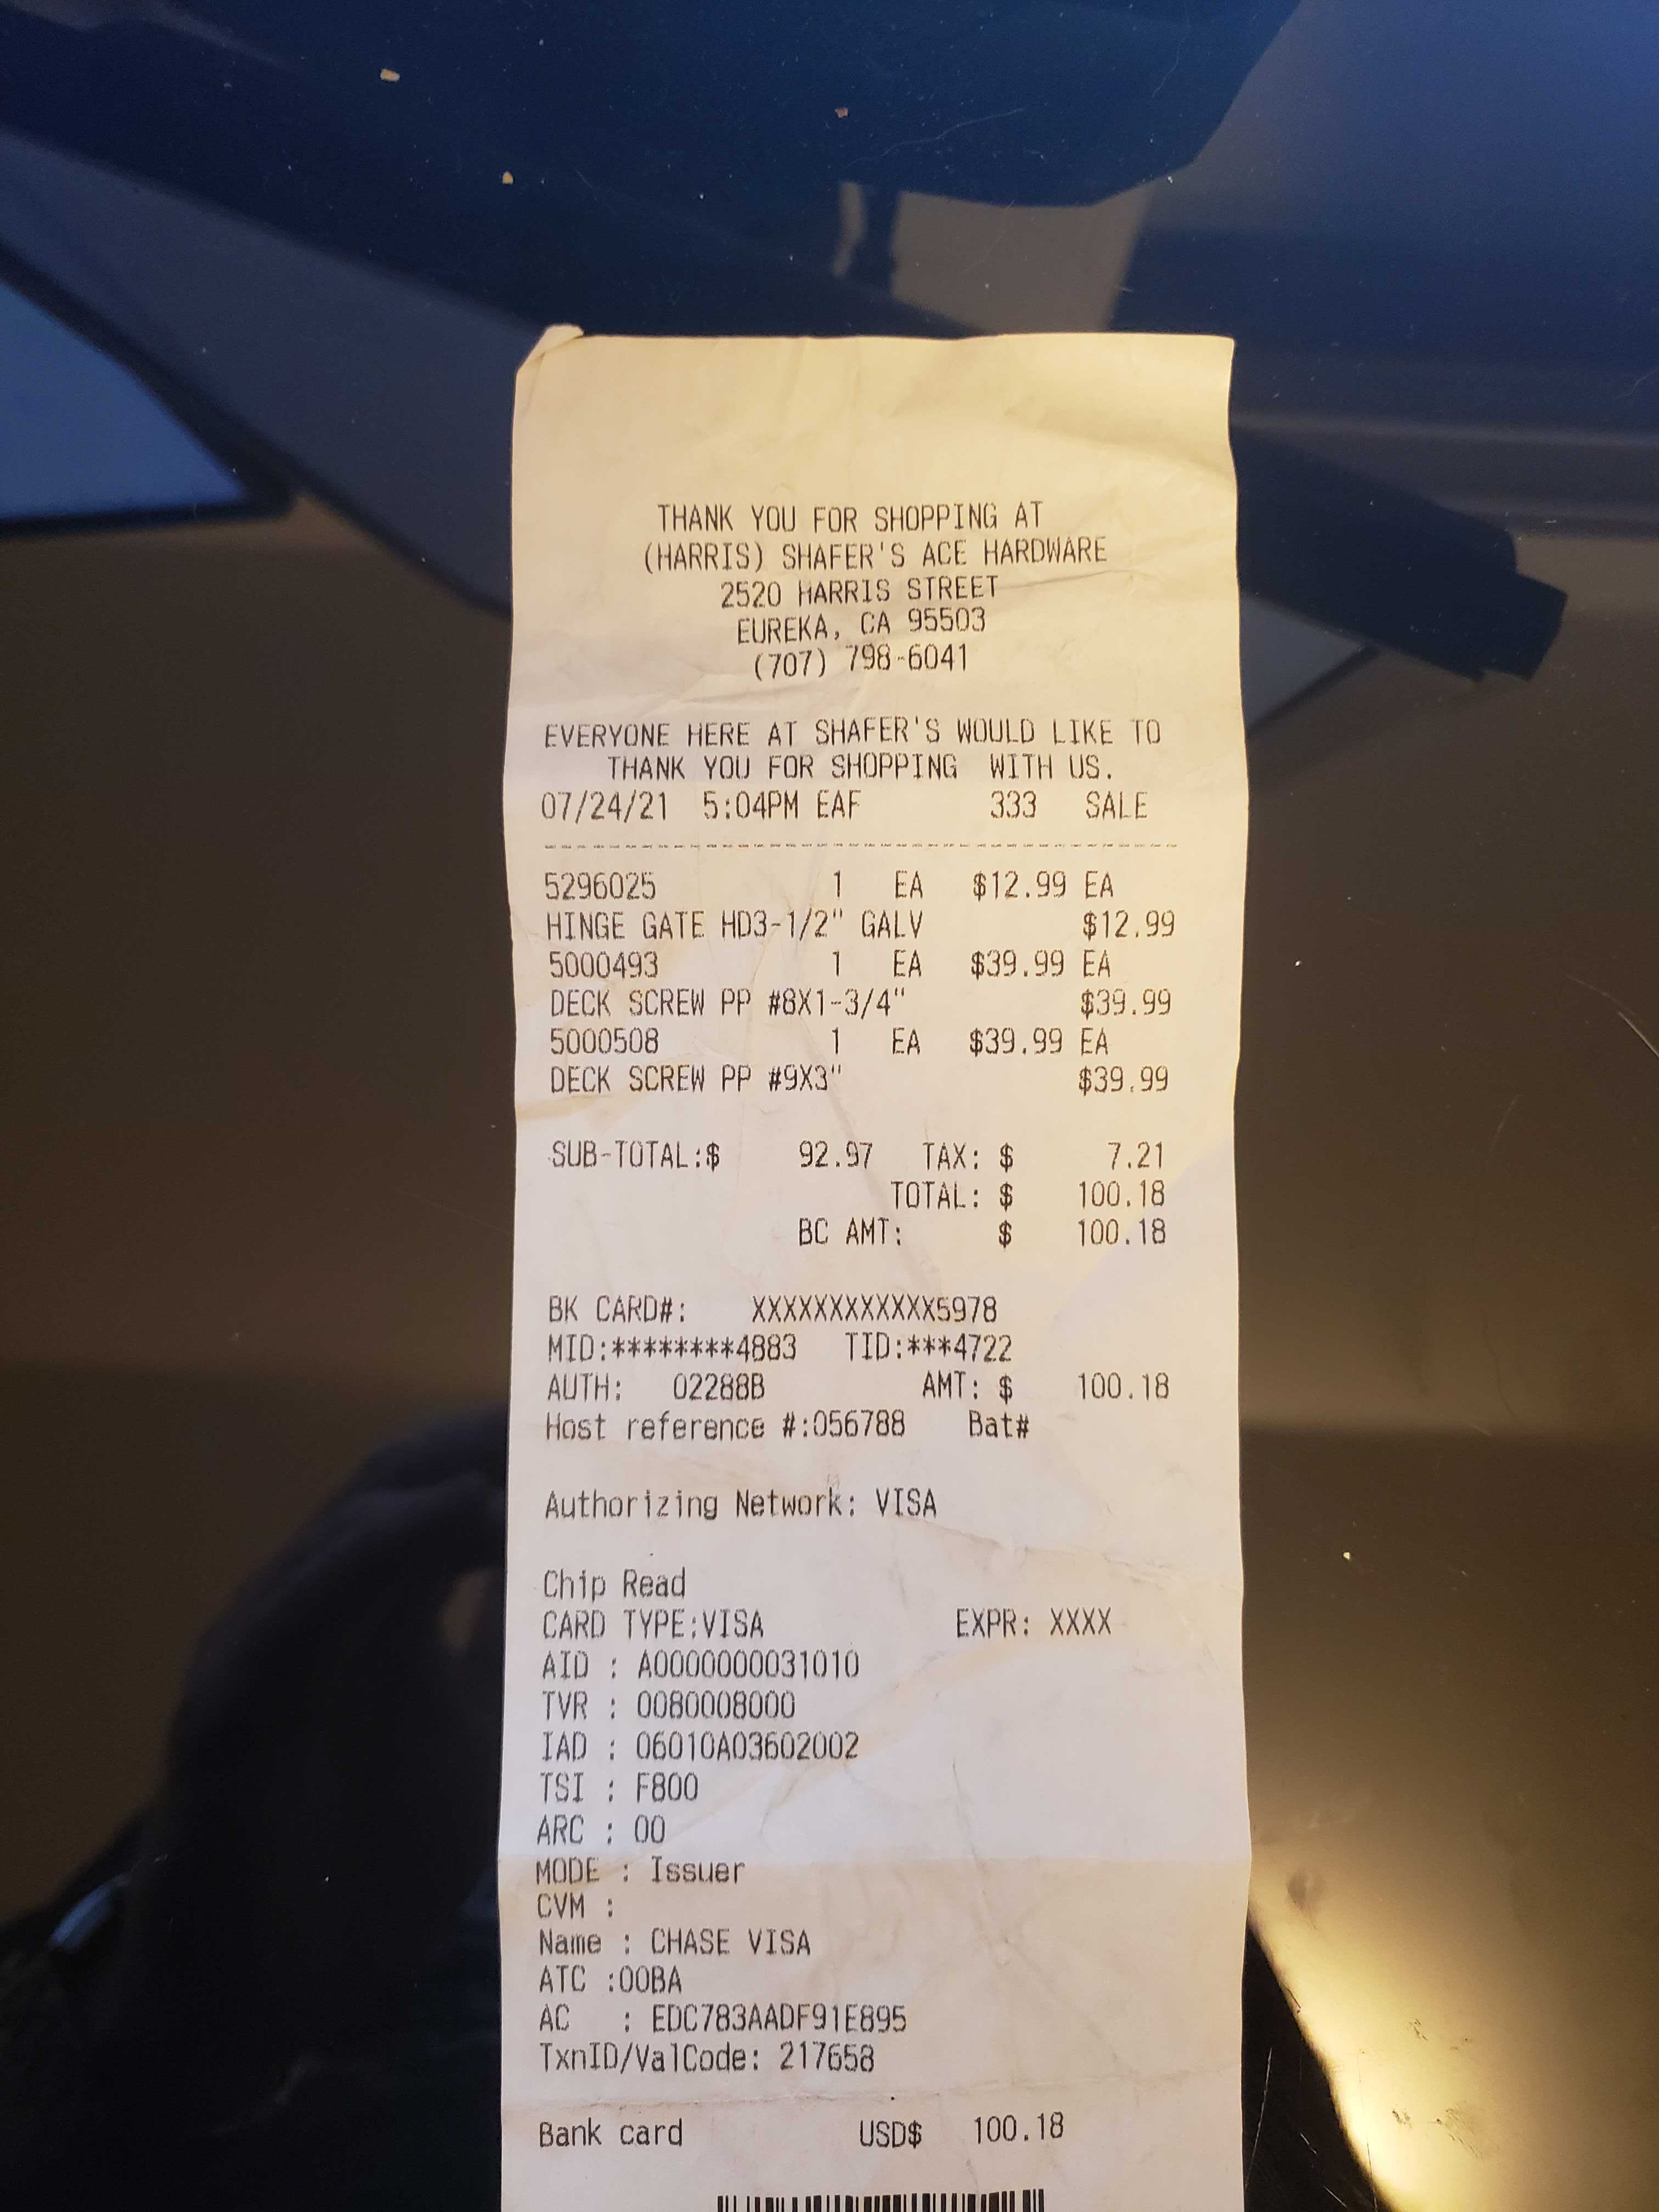 THANK YOU FOR SHOPPING AT
(HARRIS) SHAFER'S ACE HARDWARE
2520 HARRIS STREET
EUREKA, CA 95503
(707) 798-6041
EVERYONE HERE AT SHAFER'S WOULD LIKE TO
THANK YOU FOR SHOPPING WITH US.
07/24/21 5:04PM EAF 333 SALE
5296025 1 EA $12.99 EA
HINGE GATE HD3-1/2" GALV $12.99
5000493 1 EA $39.99 EA
DECK SCREW PP #8X1-3/4" $39.99
5000508 1 EA $39.99 EA
DECK SCREW PP #9X3" $39.99
SUB-TOTAL:$ 92.97 TAX: $ 7.21
TOTAL: $ 100.18
BC AMT: $ 100.18
BK CARD#: XXXXXXXXXXXX5978
MID:********4883 TID:***4722
AUTH: 02288B AMT: $ 100.18
Host reference #:056788 Bat#
Authorizing Network: VISA
Chip Read
CARD TYPE:VISA EXPR: XXXX
AID : A0000000031010
TVR : 0080008000
IAD : 06010A03602002
TSI : F800
ARC : 00
MODE : Issuer
CVM :
Name : CHASE VISA
ATC :00BA
AC : EDC783AADF91E895
TxnID/ValCode: 217658
Bank card USD$ 100.18